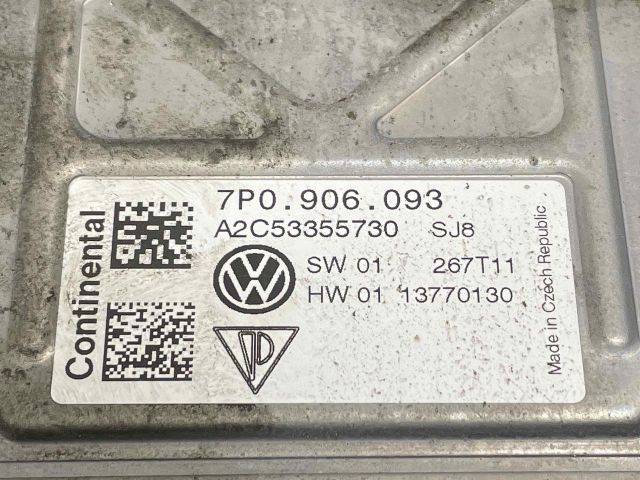 Continental
7P0.906.093
A2C53355730 SJ8
SW 01 267T11
HW 01 13770130
Made in Czech Republic